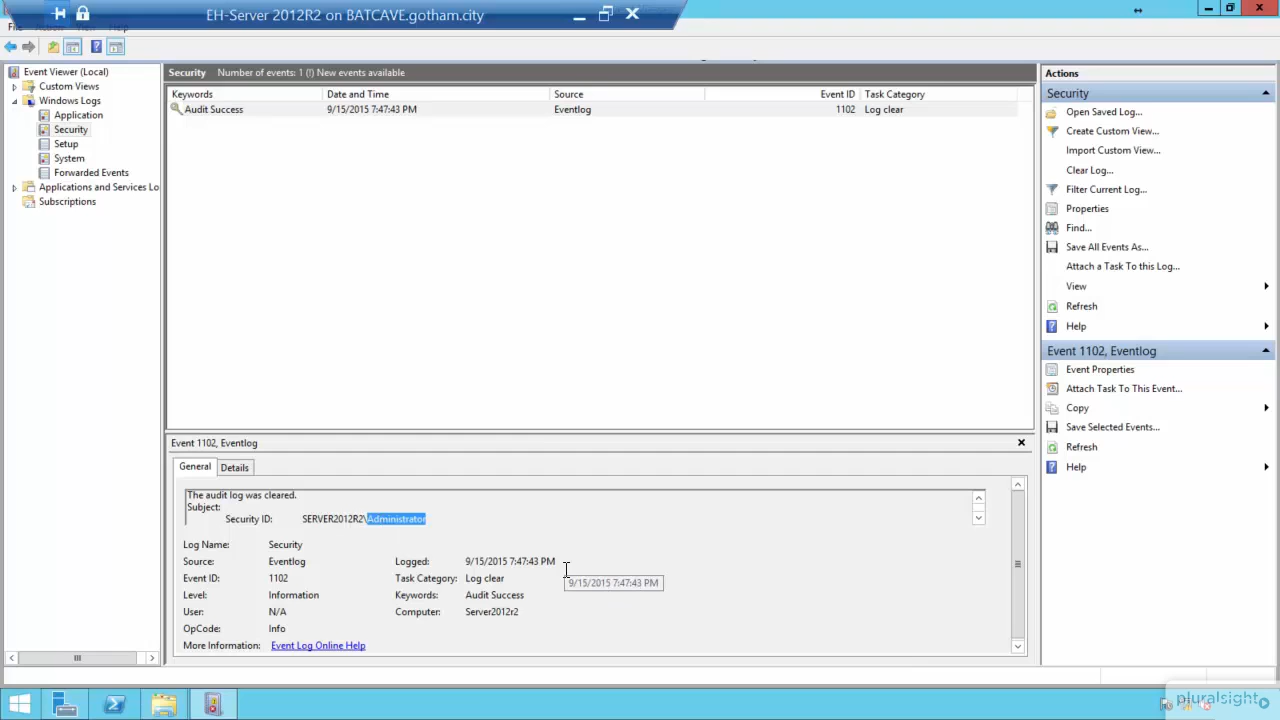 EH-Server 2012R2 on BATCAVE.gotham.city
File Action View Help
Event Viewer (Local)
Custom Views
Windows Logs
Application
Security
Setup
System
Forwarded Events
Applications and Services Lo
Subscriptions
Security Number of events: 1 (!) New events available
Keywords Date and Time Source Event ID Task Category
Audit Success 9/15/2015 7:47:43 PM Eventlog 1102 Log clear
Event 1102, Eventlog
General Details
The audit log was cleared.
Subject:
Security ID: SERVER2012R2\Administrator
Log Name: Security
Source: Eventlog Logged: 9/15/2015 7:47:43 PM
Event ID: 1102 Task Category: Log clear
9/15/2015 7:47:43 PM
Level: Information Keywords: Audit Success
User: N/A Computer: Server2012r2
OpCode: Info
More Information: Event Log Online Help
Actions
Security
Open Saved Log...
Create Custom View...
Import Custom View...
Clear Log...
Filter Current Log...
Properties
Find...
Save All Events As...
Attach a Task To this Log...
View
Refresh
Help
Event 1102, Eventlog
Event Properties
Attach Task To This Event...
Copy
Save Selected Events...
Refresh
Help
pluralsight